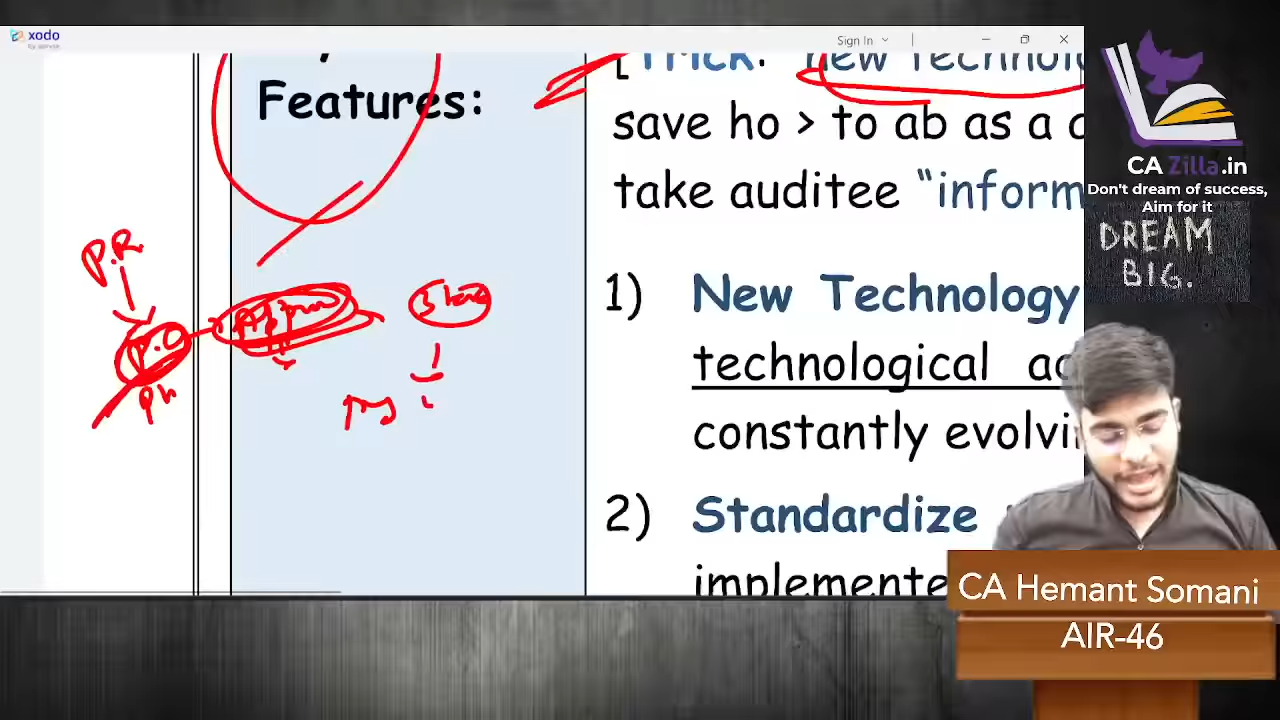 xodo
Sign In
[Trick: new Technol
Features:
save ho > to ab as a
take auditee “inform
P.R.
P.O
1) New Technology
technological
constantly evolvi
2) Standardize
implemente
CA Zilla.in
Don't dream of success,
Aim for it
DREAM
BIG.
CA Hemant Somani
AIR-46